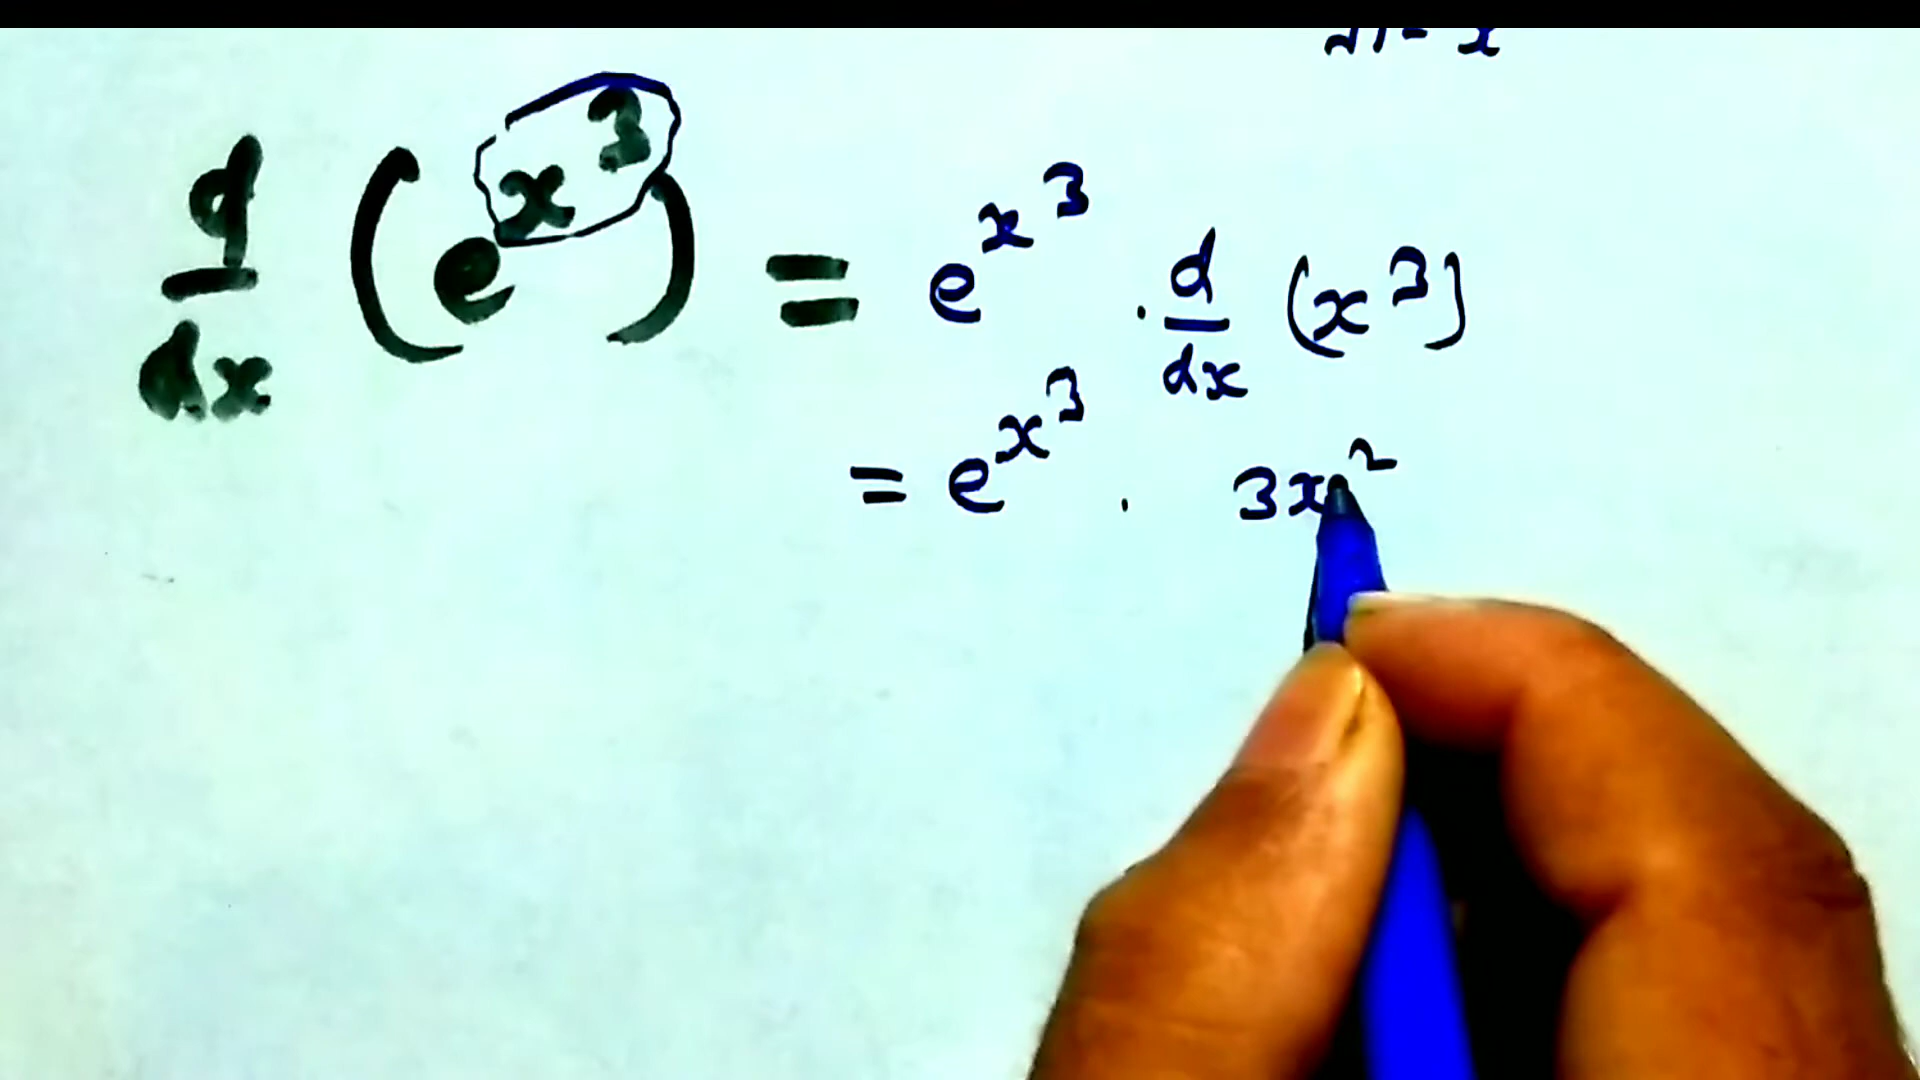 d/dx (e^x^3) = e^x^3 . d/dx (x^3)
= e^x^3 . 3x^2